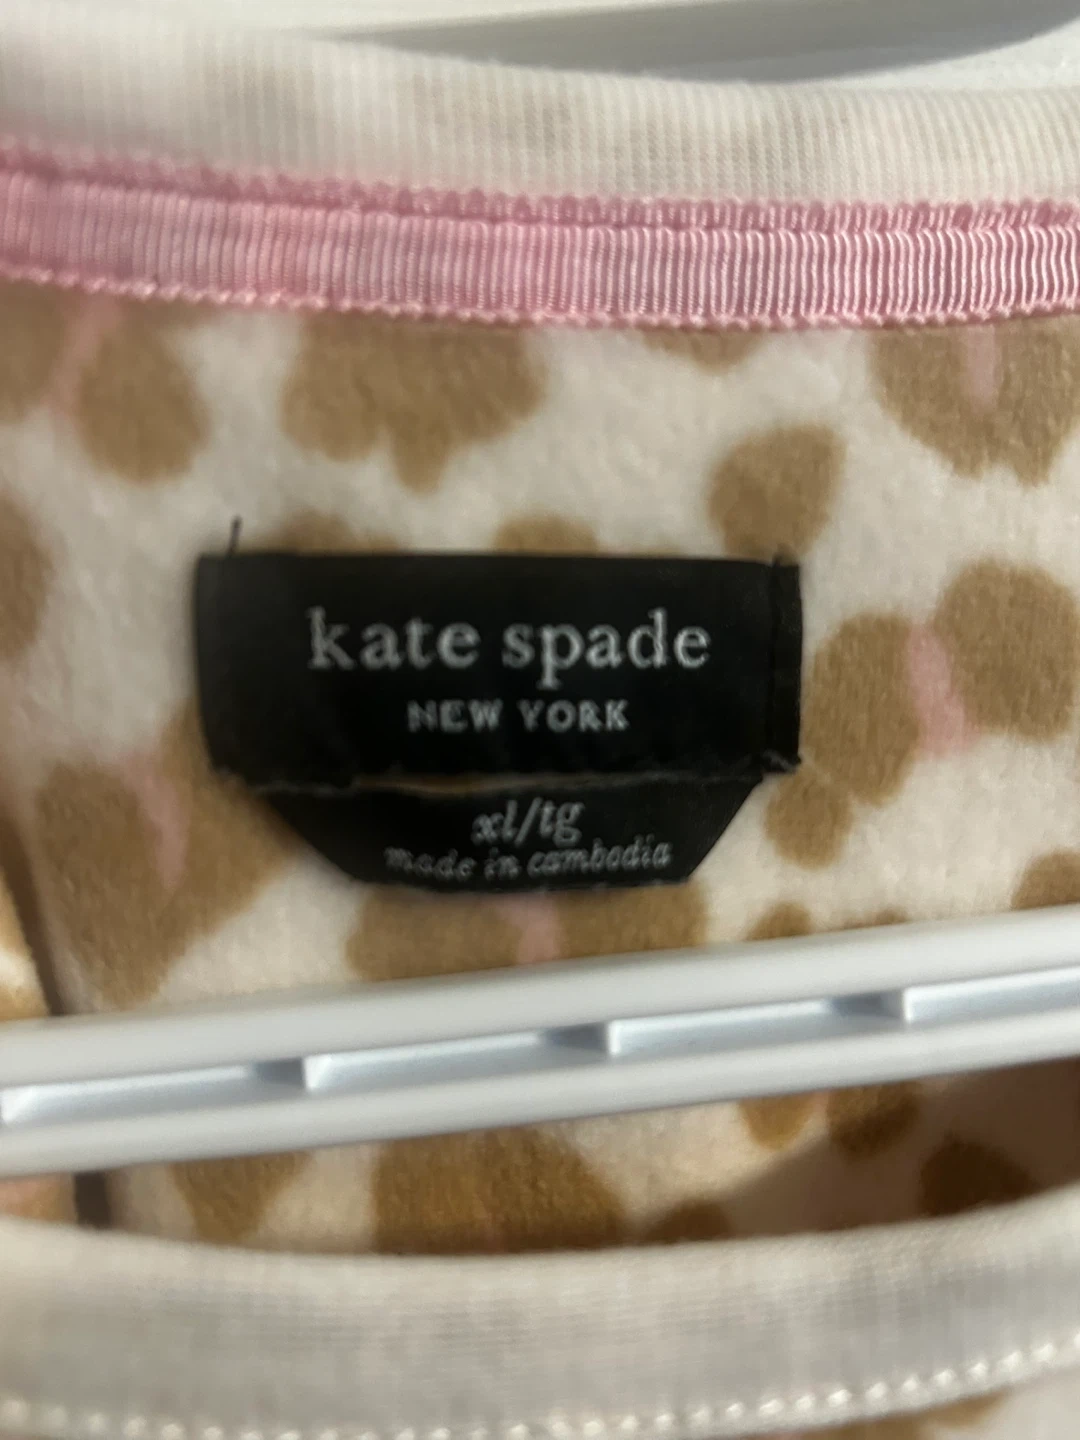 kate spade
NEW YORK
xl/tg
made in cambodia